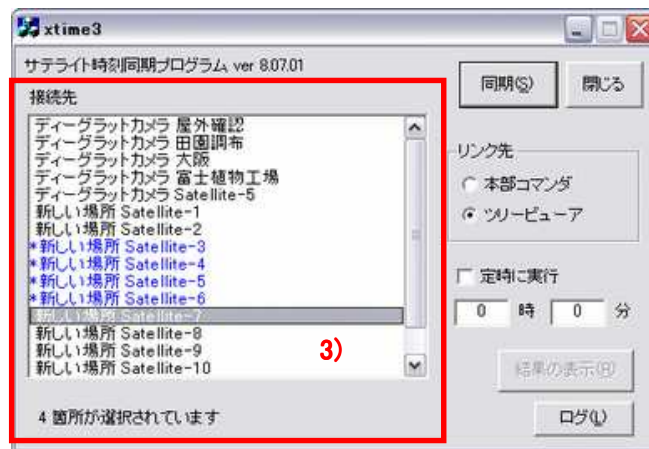 xtime3
サテライト時刻同期プログラム ver 8.07.01
接続先
ディーグラットカメラ 屋外確認
ディーグラットカメラ 田園調布
ディーグラットカメラ 大阪
ディーグラットカメラ 富士植物工場
ディーグラットカメラ Satellite-5
新しい場所 Satellite-1
新しい場所 Satellite-2
*新しい場所 Satellite-3
*新しい場所 Satellite-4
*新しい場所 Satellite-5
*新しい場所 Satellite-6
新しい場所 Satellite-7
新しい場所 Satellite-8
新しい場所 Satellite-9
新しい場所 Satellite-10
3)
4 箇所が選択されています
同期(S)
閉じる
リンク先
本部コマンダ
ツリービューア
定時に実行
0 時 0 分
結果の表示(R)
ログ(L)